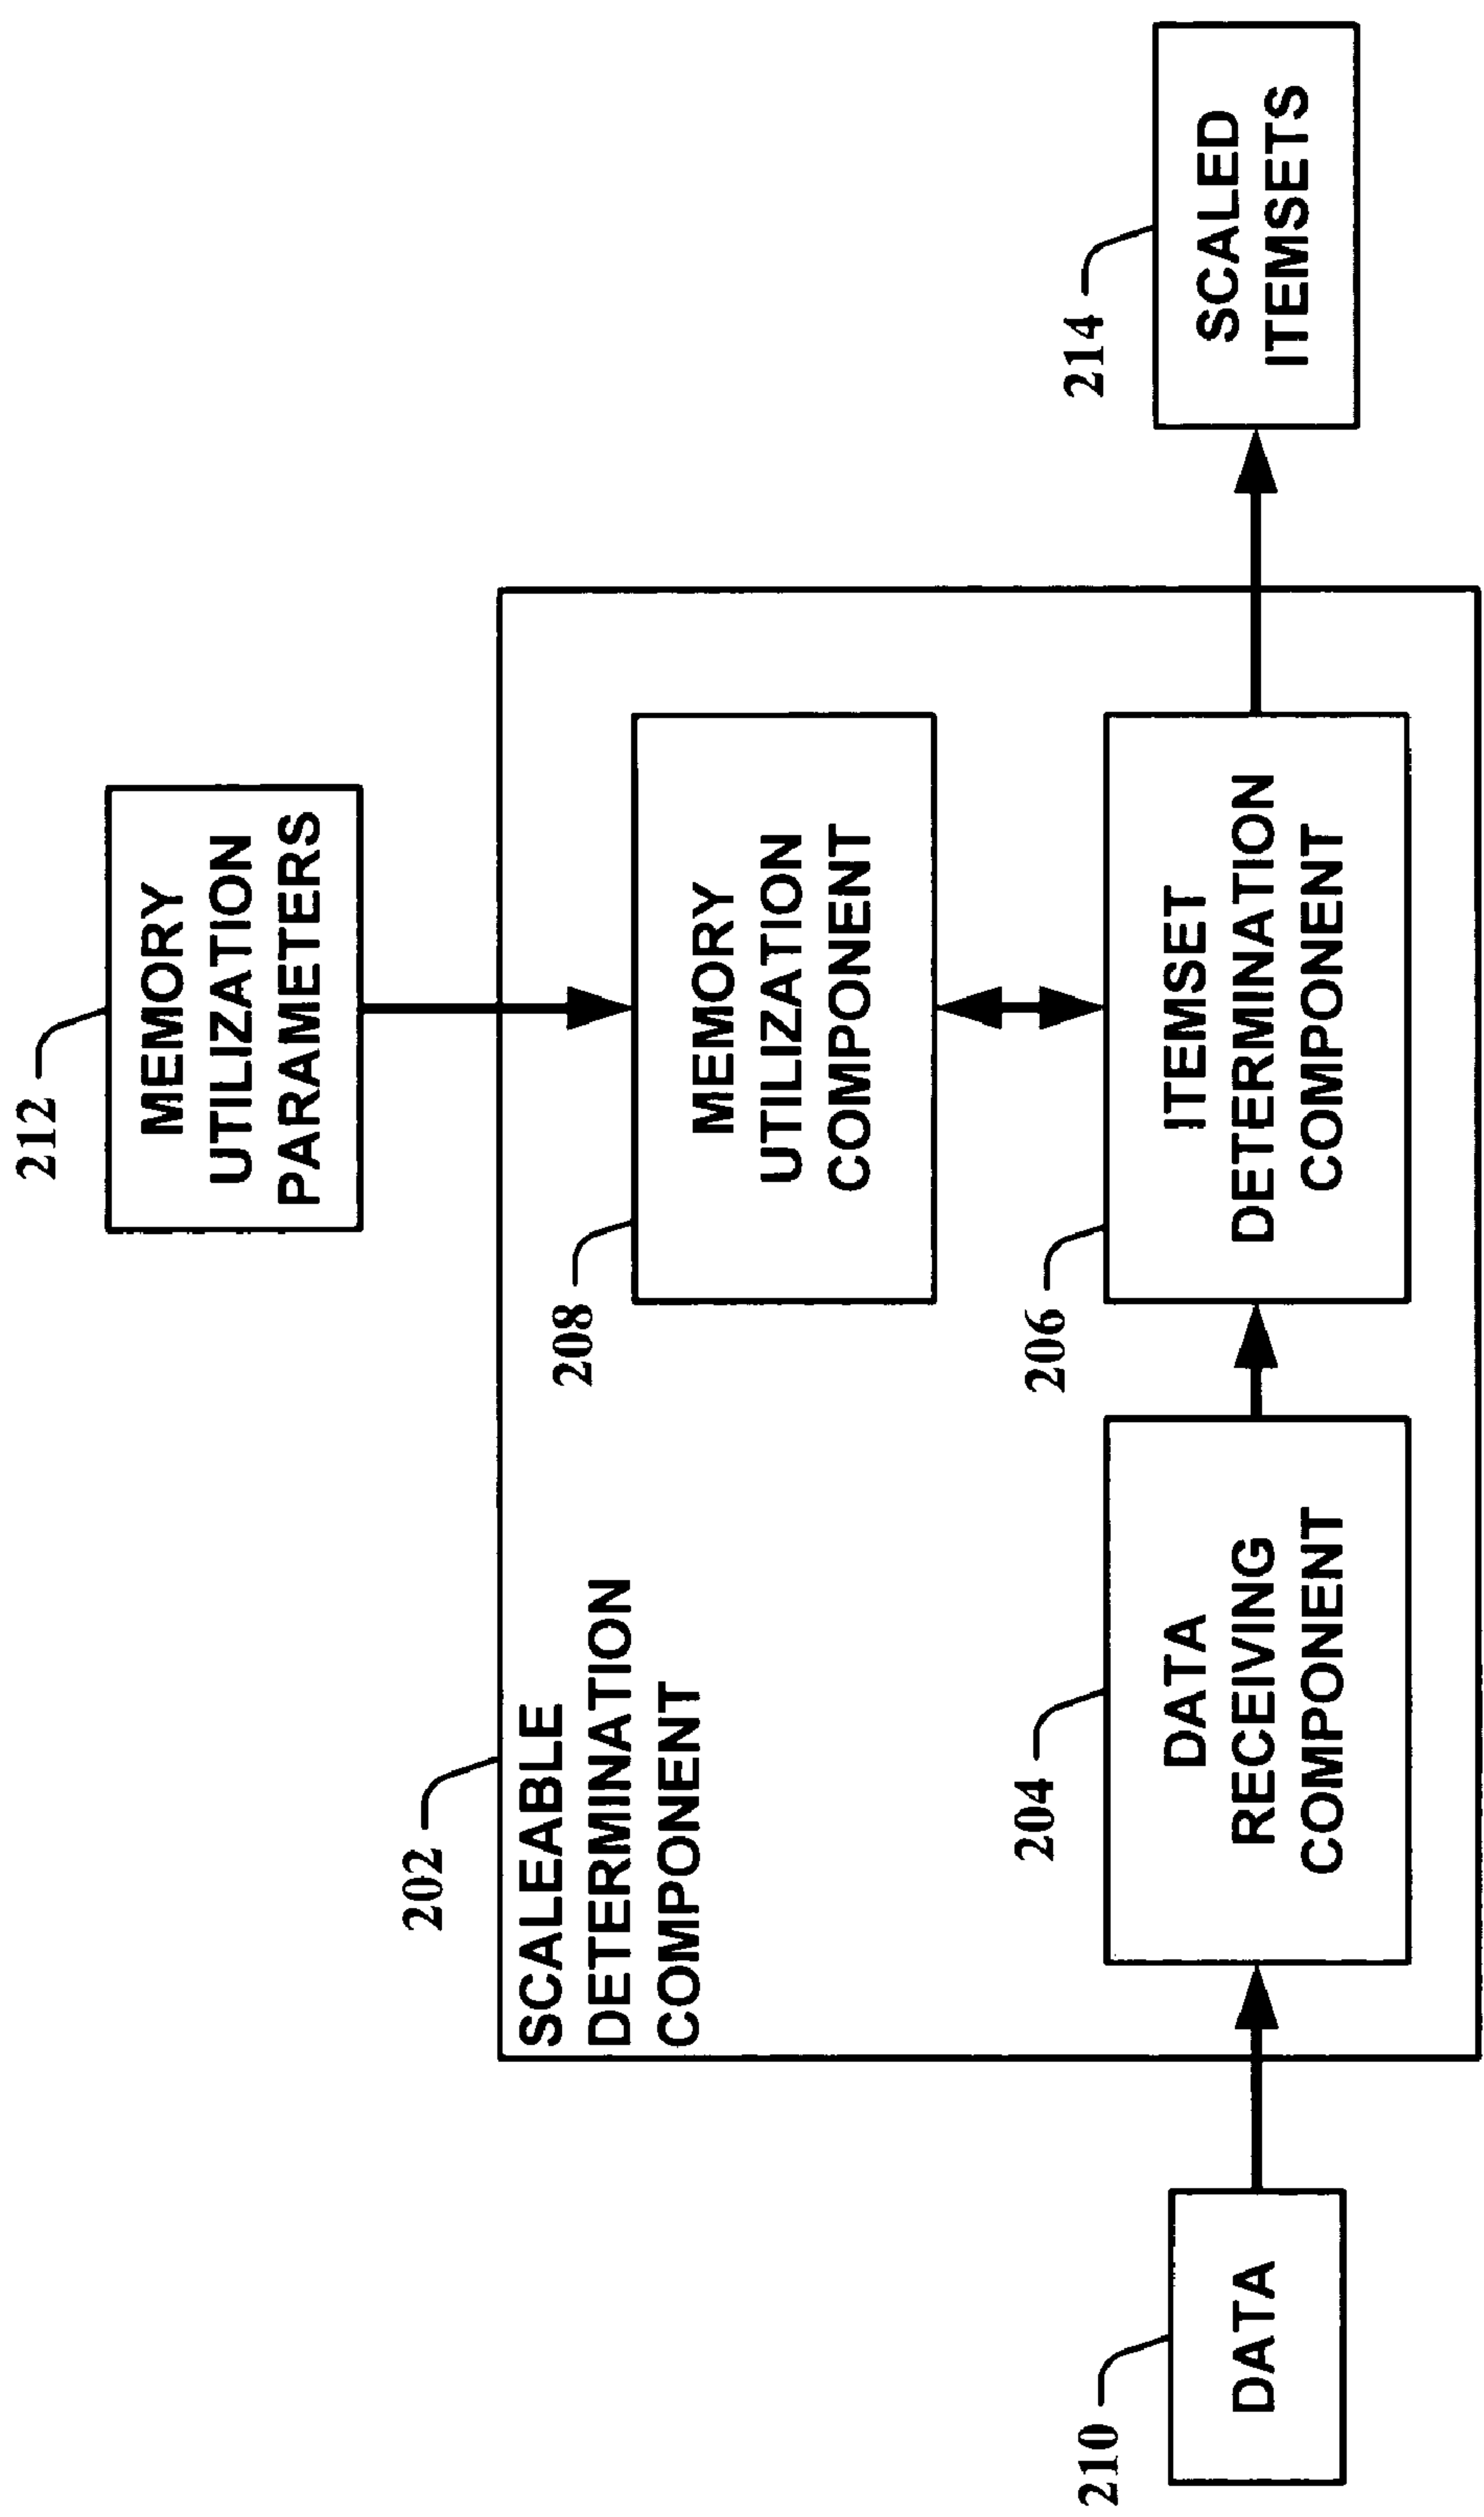 212
MEMORY
UTILIZATION
PARAMETERS
202
SCALEABLE
DETERMINATION
COMPONENT
208
MEMORY
UTILIZATION
COMPONENT
210
DATA
204
DATA
RECEIVING
COMPONENT
206
ITEMSET
DETERMINATION
COMPONENT
214
SCALED
ITEMSETS